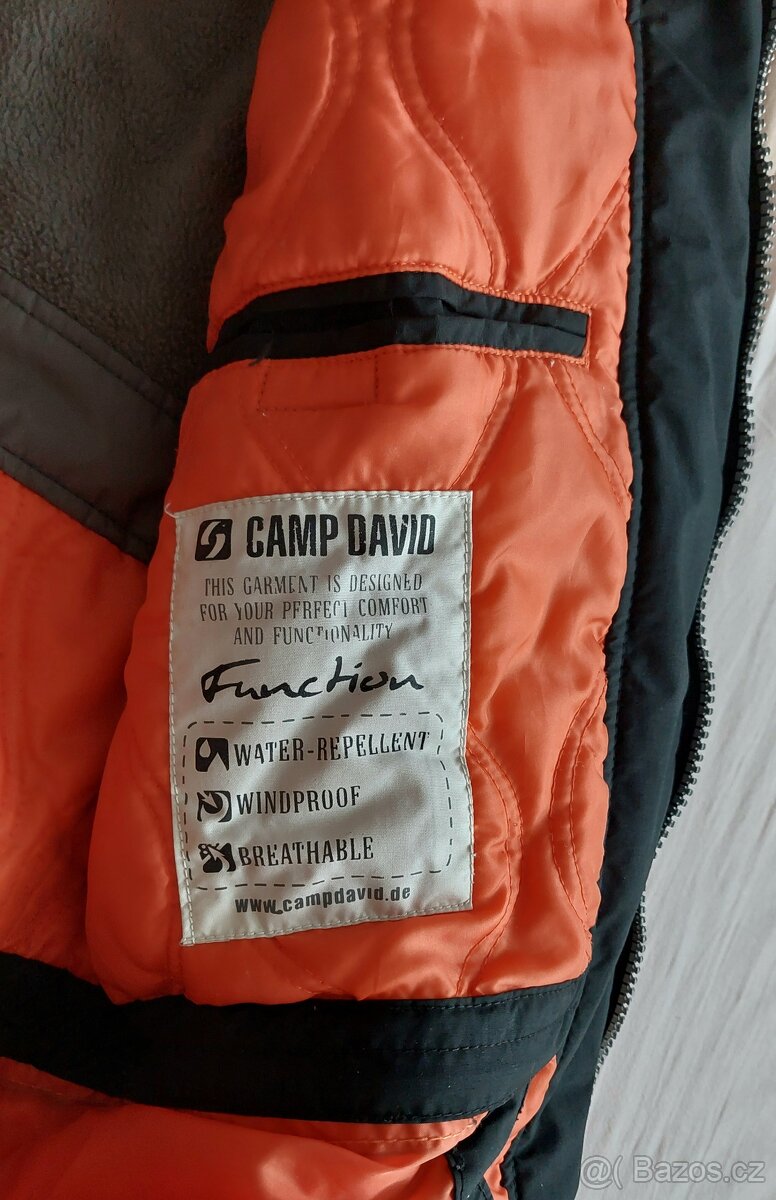 CAMP DAVID
THIS GARMENT IS DESIGNED
FOR YOUR PERFECT COMFORT
AND FUNCTIONALITY
Function
WATER-REPELLENT
WINDPROOF
BREATHABLE
www.campdavid.de
@( Bazos.cz